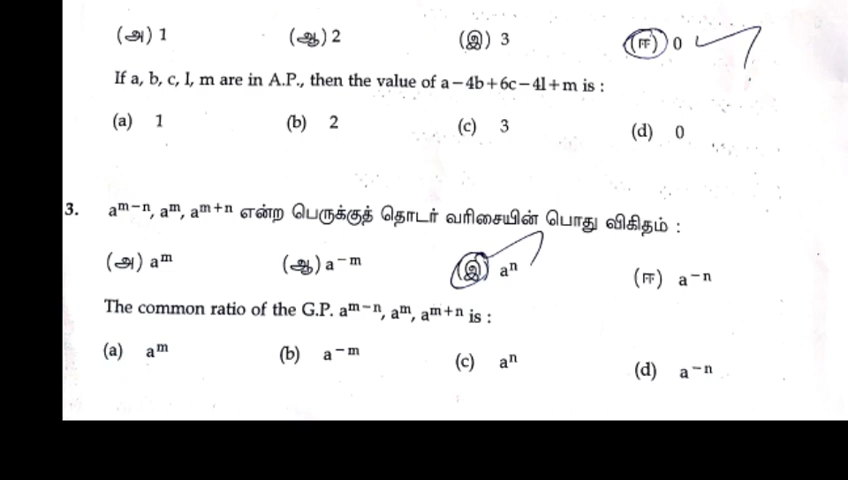 (அ) 1 (ஆ) 2 (இ) 3 (ஈ) 0
If a, b, c, I, m are in A.P., then the value of a – 4b + 6c – 4l + m is :
(a) 1 (b) 2 (c) 3 (d) 0
3. aᵐ⁻ⁿ, aᵐ, aᵐ⁺ⁿ என்ற பெருக்குத் தொடர் வரிசையின் பொது விகிதம் :
(அ) aᵐ (ஆ) a⁻ᵐ (இ) aⁿ (ஈ) a⁻ⁿ
The common ratio of the G.P. aᵐ⁻ⁿ, aᵐ, aᵐ⁺ⁿ is :
(a) aᵐ (b) a⁻ᵐ (c) aⁿ (d) a⁻ⁿ